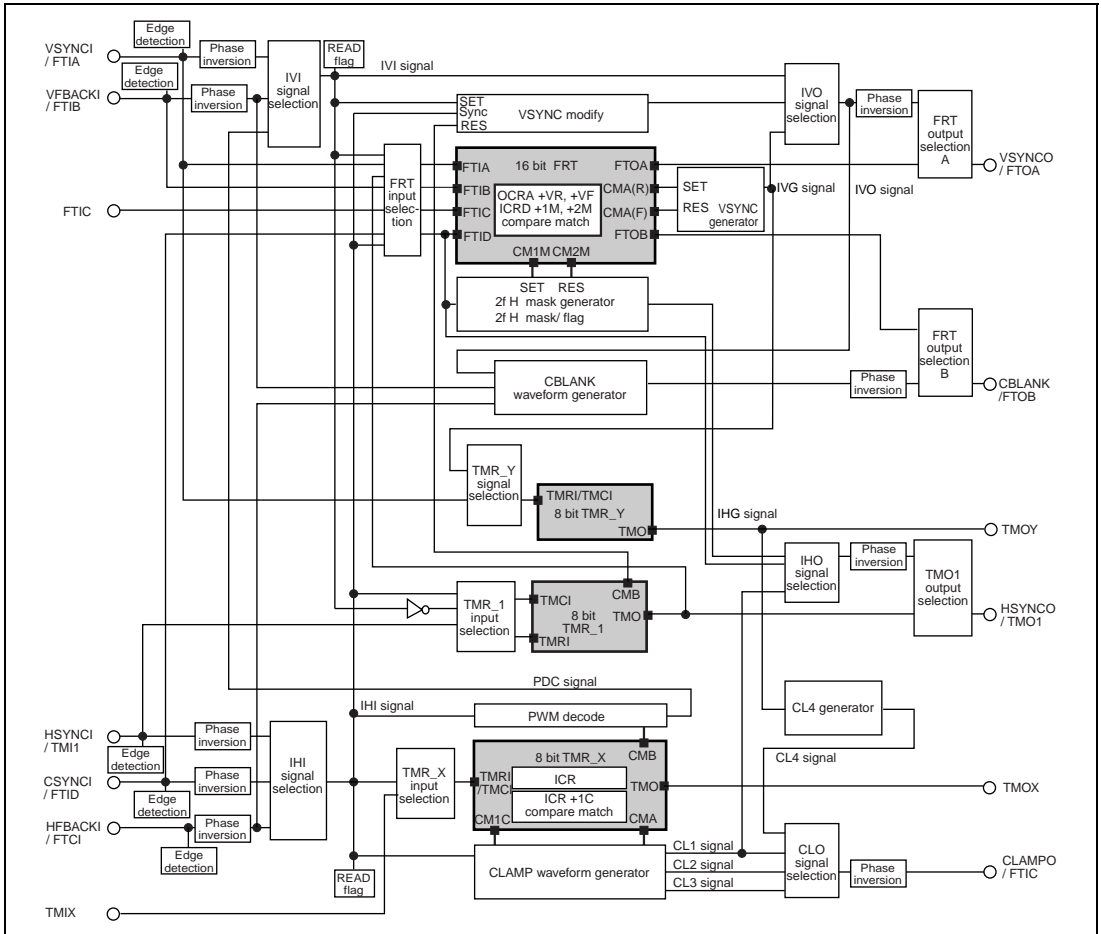 Edge
detection
VSYNCI
/ FTIA
Phase
inversion
Edge
detection
VFBACKI
/ FTIB
Phase
inversion
IVI
signal
selection
READ
flag
IVI signal
SET
Sync
RES
VSYNC modify
IVO
signal
selection
Phase
inversion
FRT
output
selection
A
VSYNCO
/ FTOA
FTIC
FRT
input
selec-
tion
FTIA
FTIB
FTIC
FTID
16 bit FRT
OCRA +VR, +VF
ICRD +1M, +2M
compare match
FTOA
CMA(R)
CMA(F)
FTOB
CM1M CM2M
SET
RES
VSYNC
generator
IVG signal
IVO signal
SET RES
2f H mask generator
2f H mask/ flag
CBLANK
waveform generator
Phase
inversion
FRT
output
selection
B
CBLANK
/FTOB
TMR_Y
signal
selection
TMRI/TMCI
8 bit TMR_Y
TMO
IHG signal
TMOY
IHO
signal
selection
Phase
inversion
TMO1
output
selection
HSYNCO
/ TMO1
TMR_1
input
selection
TMCI
CMB
8 bit
TMR_1
TMO
TMRI
PDC signal
IHI signal
PWM decode
CL4 generator
CL4 signal
HSYNCI
/ TMI1
Edge
detection
Phase
inversion
CSYNCI
/ FTID
Edge
detection
Phase
inversion
HFBACKI
/ FTCI
Edge
detection
Phase
inversion
IHI
signal
selection
TMR_X
input
selection
8 bit TMR_X
CMB
TMRI
/TMCI
ICR
ICR +1C
compare match
TMO
CM1C
CMA
TMOX
READ
flag
CLAMP waveform generator
CL1 signal
CL2 signal
CL3 signal
CLO
signal
selection
Phase
inversion
CLAMPO
/ FTIC
TMIX